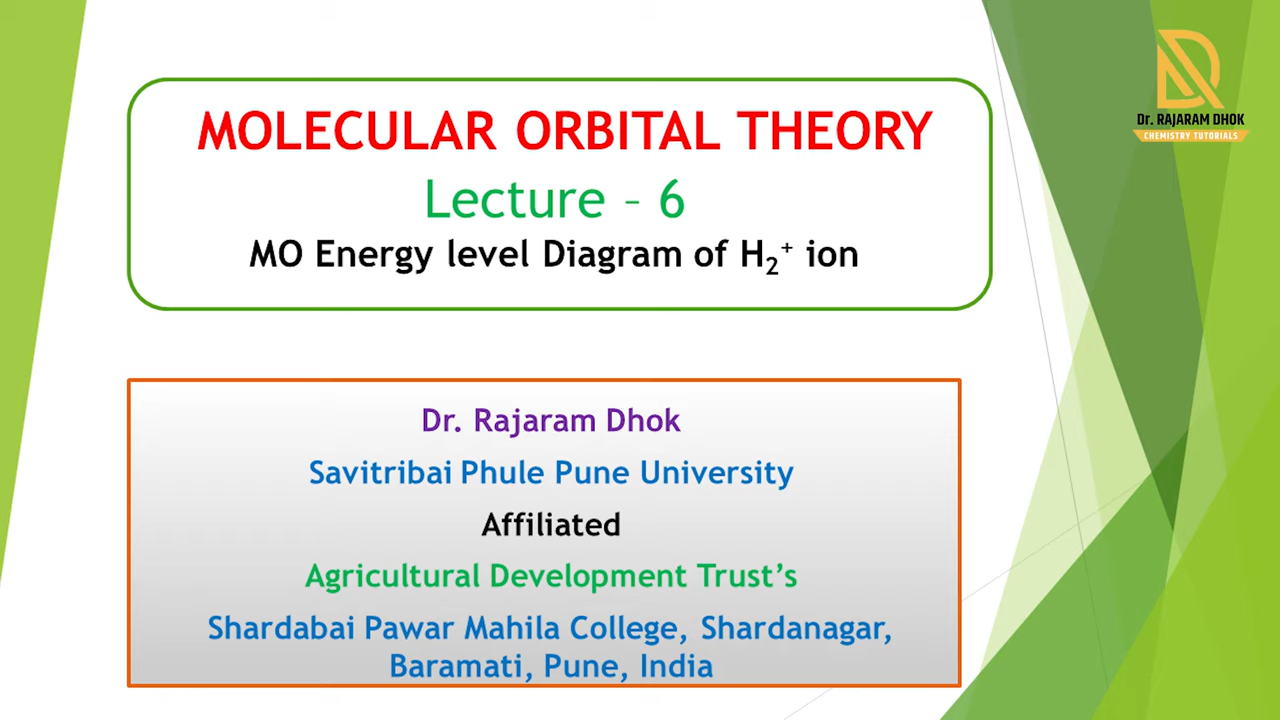 MOLECULAR ORBITAL THEORY
Lecture – 6
MO Energy level Diagram of H₂⁺ ion
Dr. RAJARAM DHOK
CHEMISTRY TUTORIALS
Dr. Rajaram Dhok
Savitribai Phule Pune University
Affiliated
Agricultural Development Trust’s
Shardabai Pawar Mahila College, Shardanagar,
Baramati, Pune, India